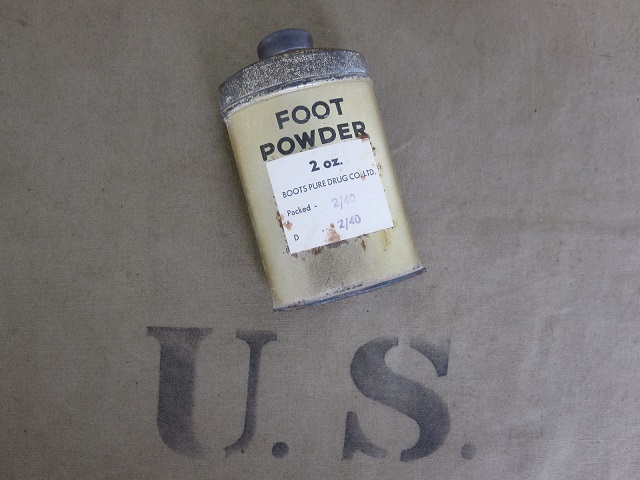 FOOT
POWDER
2 oz.
BOOTS PURE DRUG CO. LTD.
Packed - 2/40
D 2/40
U.S.